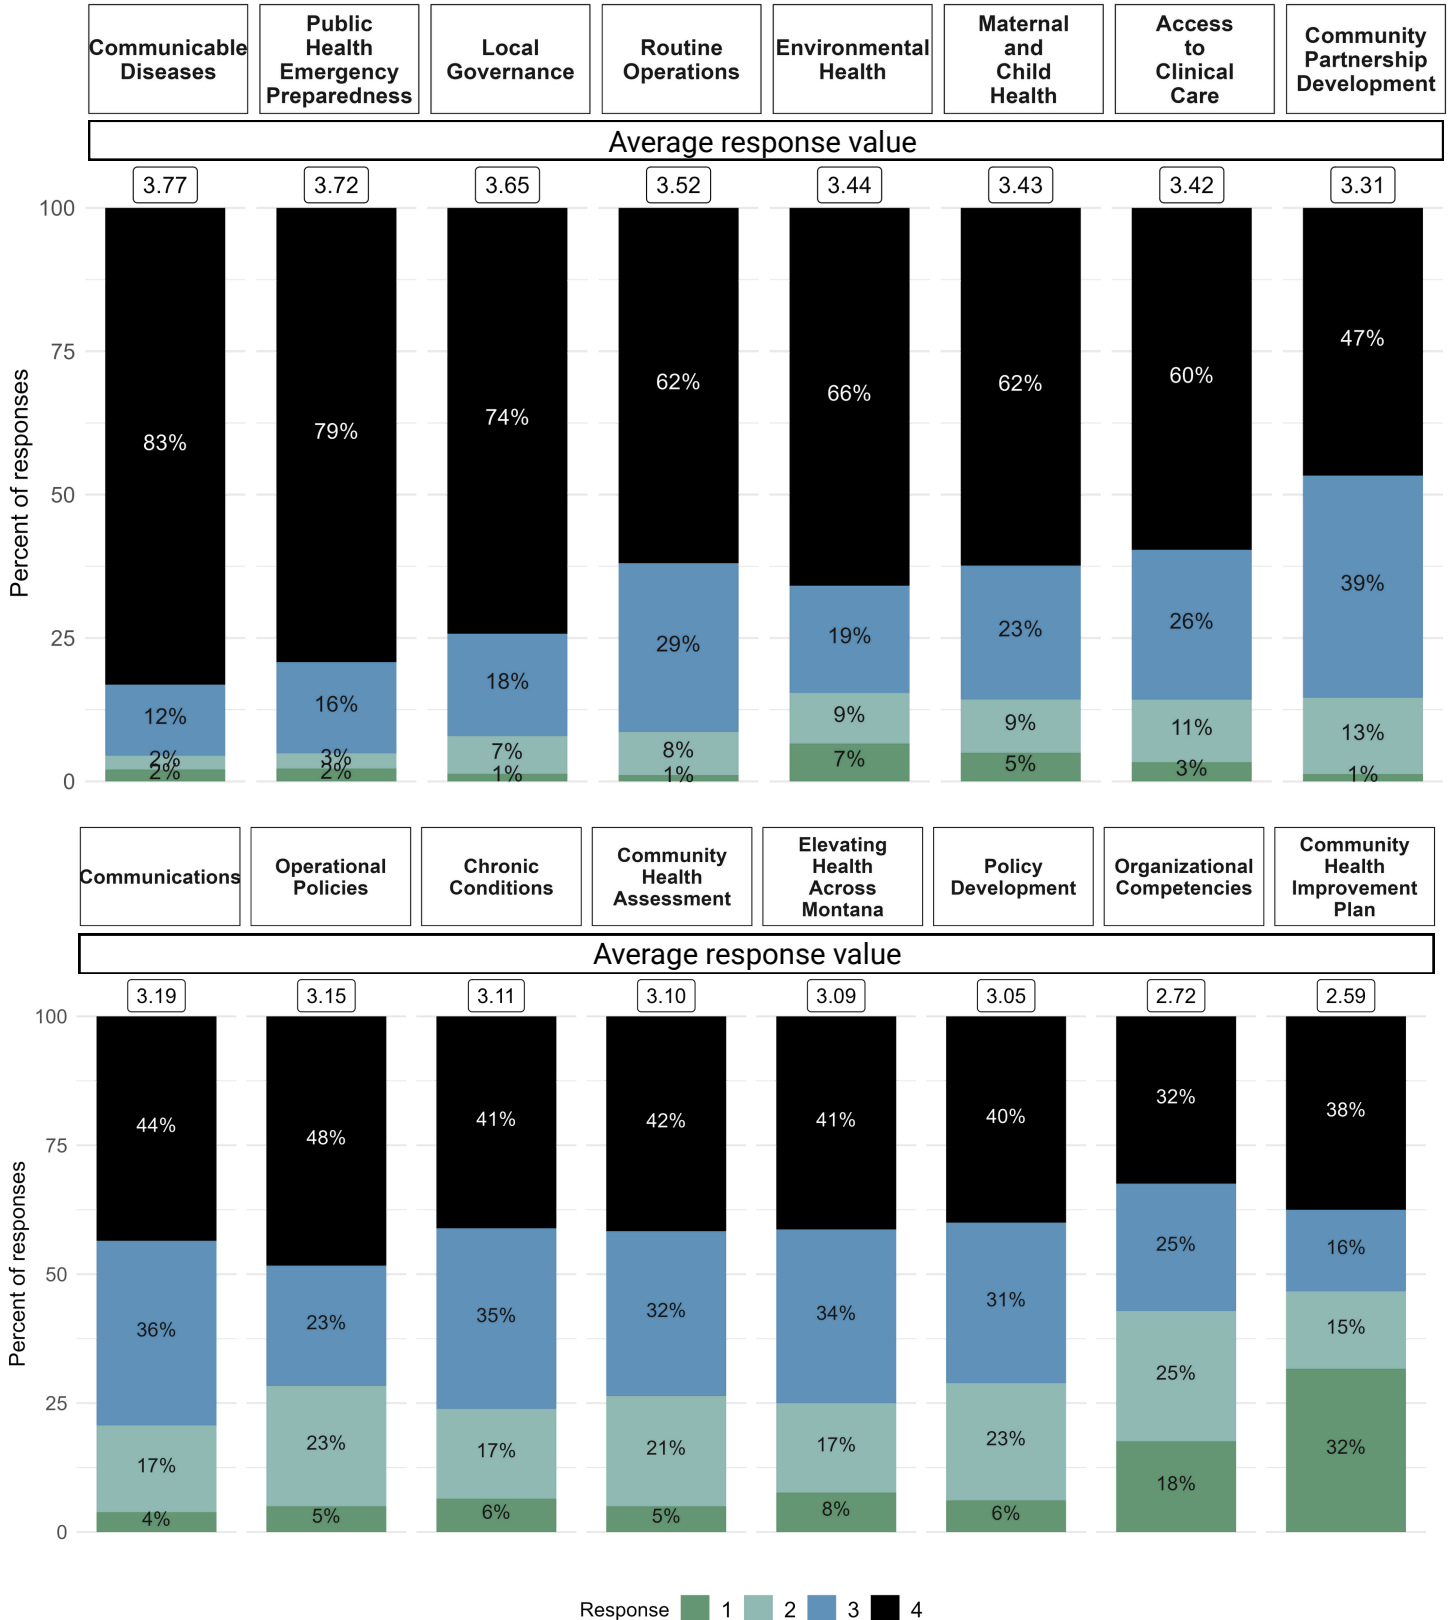 Communicable
Diseases
Public
Health
Emergency
Preparedness
Local
Governance
Routine
Operations
Environmental
Health
Maternal
and
Child
Health
Access
to
Clinical
Care
Community
Partnership
Development
Average response value
3.77 3.72 3.65 3.52 3.44 3.43 3.42 3.31
Percent of responses
100
75
50
25
0
83%
12%
2%
2%
79%
16%
3%
2%
74%
18%
7%
1%
62%
29%
8%
1%
66%
19%
9%
7%
62%
23%
9%
5%
60%
26%
11%
3%
47%
39%
13%
1%
Communications
Operational
Policies
Chronic
Conditions
Community
Health
Assessment
Elevating
Health
Across
Montana
Policy
Development
Organizational
Competencies
Community
Health
Improvement
Plan
Average response value
3.19 3.15 3.11 3.10 3.09 3.05 2.72 2.59
Percent of responses
100
75
50
25
0
44%
36%
17%
4%
48%
23%
23%
5%
41%
35%
17%
6%
42%
32%
21%
5%
41%
34%
17%
8%
40%
31%
23%
6%
32%
25%
25%
18%
38%
16%
15%
32%
Response 1 2 3 4